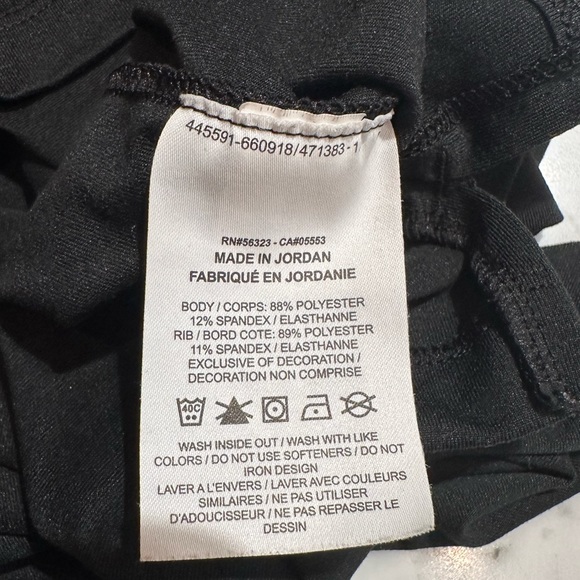 445591-660918/471383-1
RN#56323 - CA#05553
MADE IN JORDAN
FABRIQUÉ EN JORDANIE
BODY / CORPS: 88% POLYESTER
12% SPANDEX / ELASTHANNE
RIB / BORD COTE: 89% POLYESTER
11% SPANDEX / ELASTHANNE
EXCLUSIVE OF DECORATION /
DECORATION NON COMPRISE
40C
WASH INSIDE OUT / WASH WITH LIKE
COLORS / DO NOT USE SOFTENERS / DO NOT
IRON DESIGN
LAVER A L'ENVERS / LAVER AVEC COULEURS
SIMILAIRES / NE PAS UTILISER
D'ADOUCISSEUR / NE PAS REPASSER LE
DESSIN